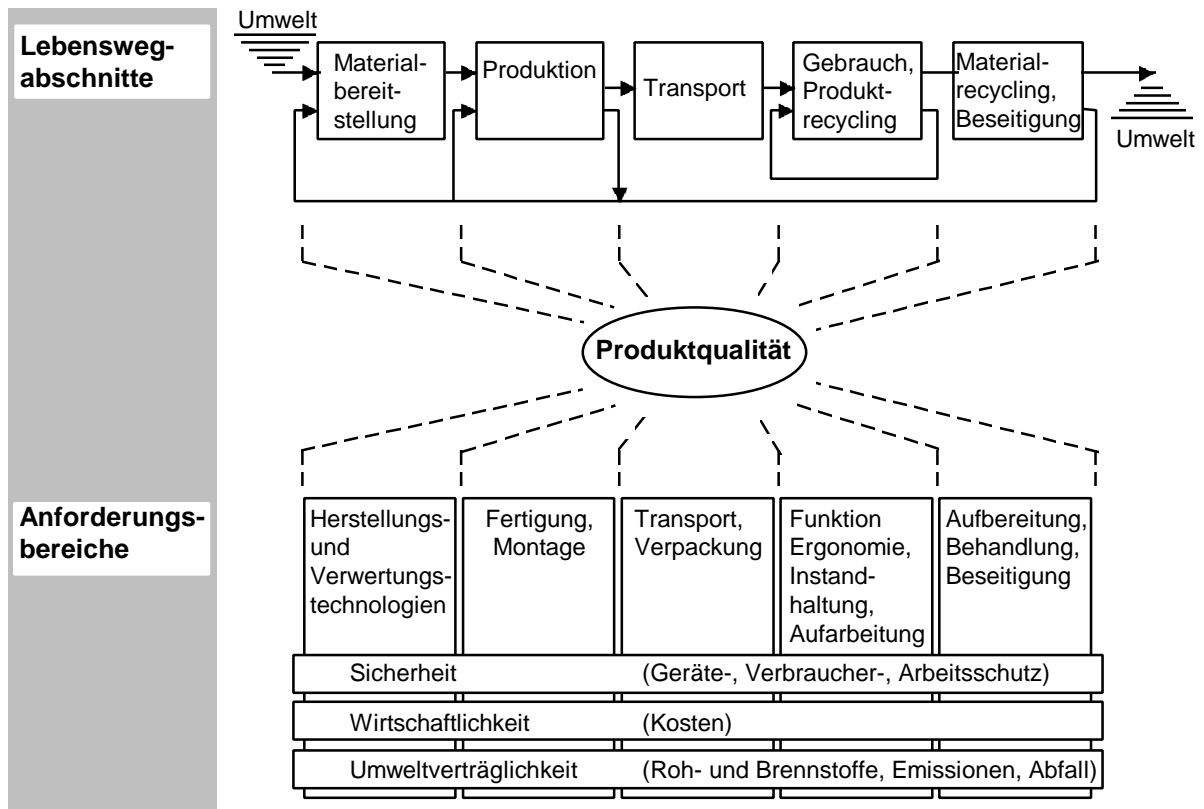 Lebensweg-
abschnitte
Umwelt
Material-
bereit-
stellung
Produktion
Transport
Gebrauch,
Produkt-
recycling
Material-
recycling,
Beseitigung
Umwelt
Produktqualität
Anforderungs-
bereiche
Herstellungs-
und
Verwertungs-
technologien
Fertigung,
Montage
Transport,
Verpackung
Funktion
Ergonomie,
Instand-
haltung,
Aufarbeitung
Aufbereitung,
Behandlung,
Beseitigung
Sicherheit (Geräte-, Verbraucher-, Arbeitsschutz)
Wirtschaftlichkeit (Kosten)
Umweltverträglichkeit (Roh- und Brennstoffe, Emissionen, Abfall)